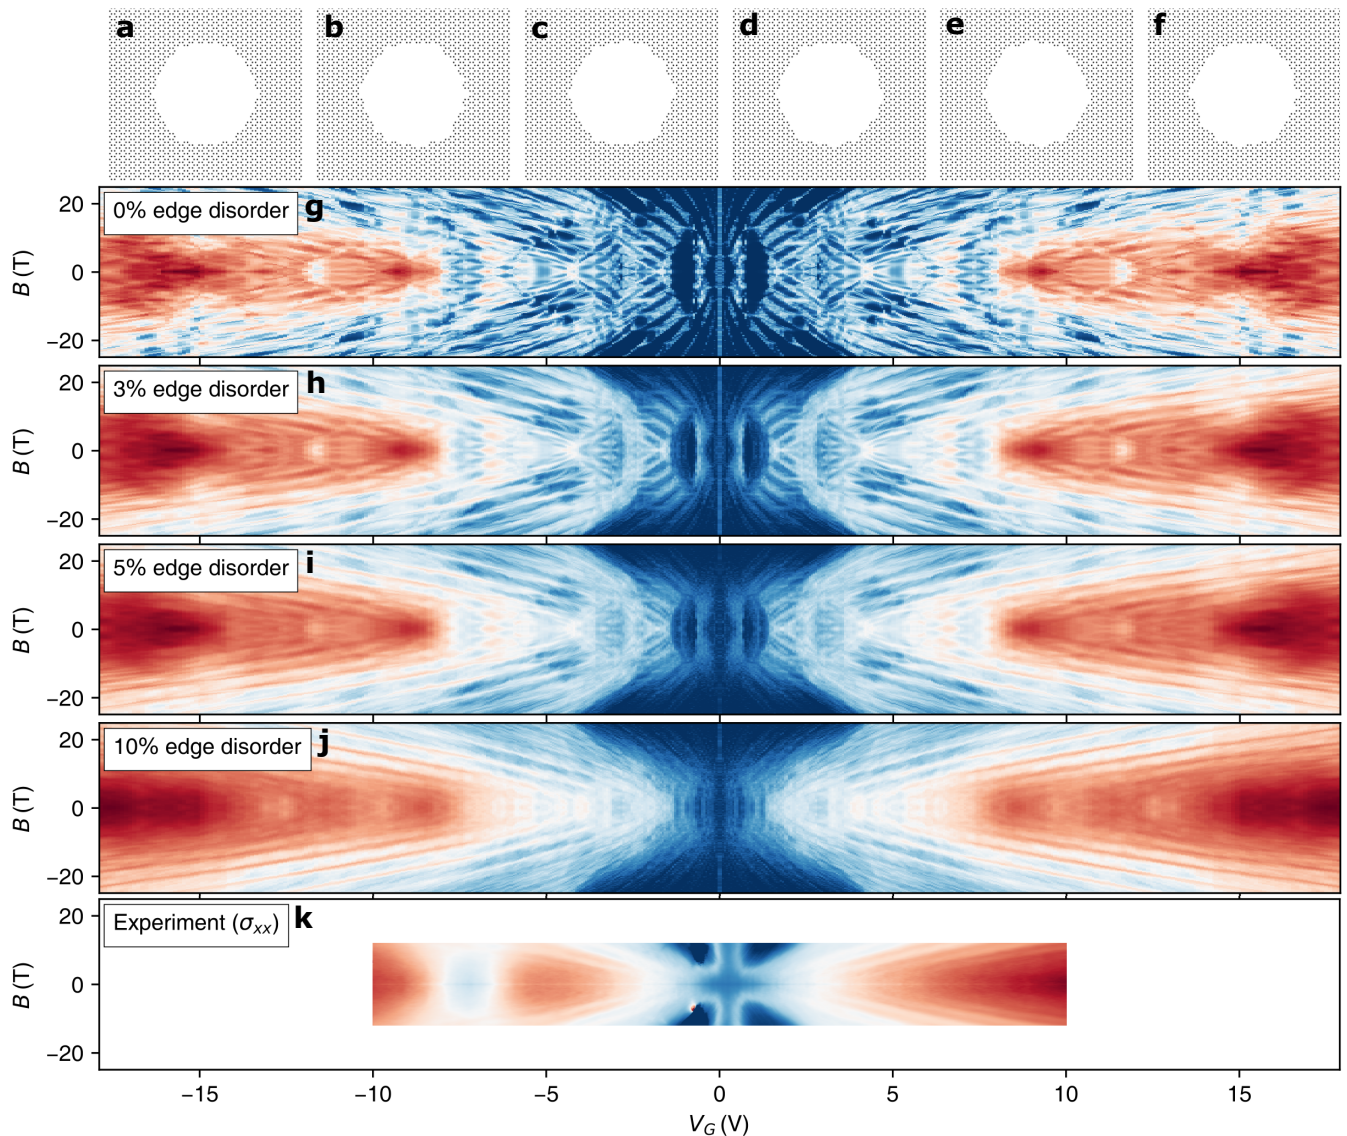 a b c d e f
0% edge disorder g
20
0
−20
B (T)
3% edge disorder h
20
0
−20
B (T)
5% edge disorder i
20
0
−20
B (T)
10% edge disorder j
20
0
−20
B (T)
Experiment (σxx) k
20
0
−20
B (T)
−15 −10 −5 0 5 10 15
VG (V)